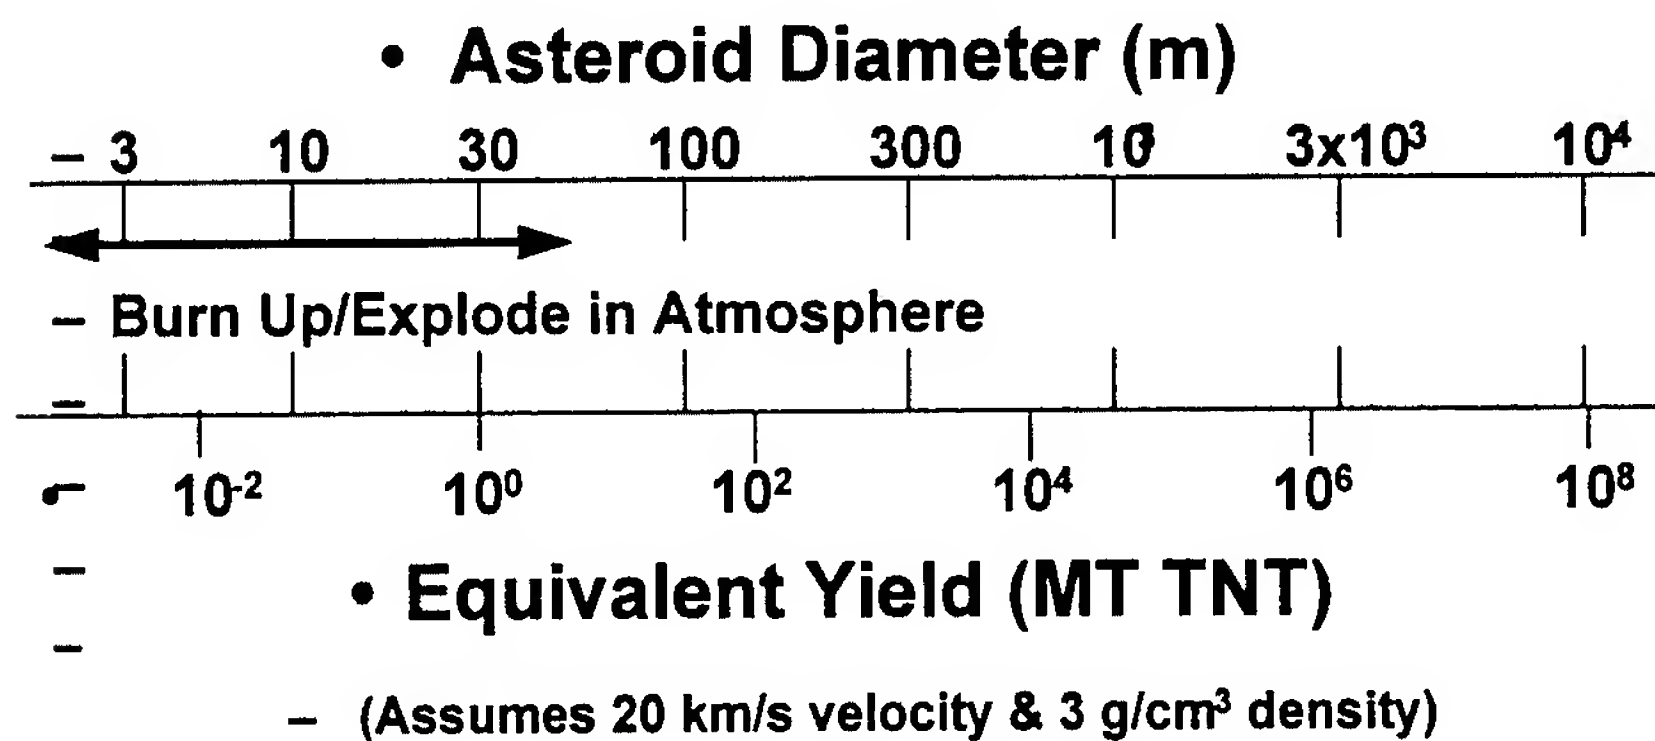 • Asteroid Diameter (m)
– 3 10 30 100 300 10³ 3x10³ 10⁴
– Burn Up/Explode in Atmosphere
–
• – 10⁻² 10⁰ 10² 10⁴ 10⁶ 10⁸
–
• Equivalent Yield (MT TNT)
–
– (Assumes 20 km/s velocity & 3 g/cm³ density)